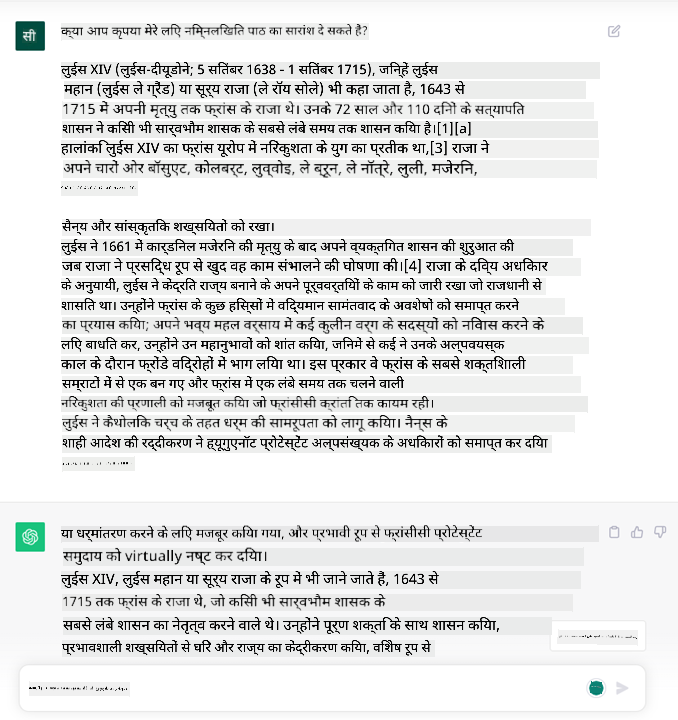 सी
क्या आप कृपया मेरे लिए निम्नलिखित पाठ का सारांश दे सकते है?
लुईस XIV (लुईस-दीयूडोने; 5 सितंबर 1638 - 1 सितंबर 1715), जिन्हें लुईस
महान (लुईस ले ग्रैंड) या सूर्य राजा (ले रॉय सोले) भी कहा जाता है, 1643 से
1715 में अपनी मृत्यु तक फ्रांस के राजा थे। उनके 72 साल और 110 दिनों के सत्यापति
शासन ने किसी भी सार्वभौम शासक के सबसे लंबे समय तक शासन किया है।[1][a]
हालांकि लुईस XIV का फ्रांस यूरोप में निरंकुशता के युग का प्रतीक था,[3] राजा ने
अपने चारों ओर बॉसुएट, कोलबर्ट, लुव्वोइ, ले ब्रून, ले नॉत्रे, लुली, मजेरनि,
सैन्य और सांस्कृतिक शख्सियतों को रखा।
लुईस ने 1661 में कार्डिनल मजेरनि की मृत्यु के बाद अपने व्यक्तिगत शासन की शुरुआत की
जब राजा ने प्रसिद्ध रूप से खुद वह काम संभालने की घोषणा की।[4] राजा के दिव्य अधिकार
के अनुयायी, लुईस ने केंद्रित राज्य बनाने के अपने पूर्ववर्तियों के काम को जारी रखा जो राजधानी से
शासित था। उन्होंने फ्रांस के कुछ हिस्सों में विद्यमान सामंतवाद के अवशेषों को समाप्त करने
का प्रयास किया; अपने भव्य महल वर्साय में कई कुलीन वर्ग के सदस्यों को निवास करने के
लिए बाधित कर, उन्होंने उन महानुभावों को शांत किया, जिनमें से कई ने उनके अल्पवयस्क
काल के दौरान फ्रोंडे विद्रोहों में भाग लिया था। इस प्रकार वे फ्रांस के सबसे शक्तिशाली
सम्राटों में से एक बन गए और फ्रांस में एक लंबे समय तक चलने वाली
निरंकुशता की प्रणाली को मजबूत किया जो फ्रांसीसी क्रांति तक कायम रही।
लुईस ने कैथोलिक चर्च के तहत धर्म की सामरूपता को लागू किया। नैन्स के
शाही आदेश की रद्दीकरण ने ह्यूगुएनॉट प्रोटेस्टेंट अल्पसंख्यक के अधिकारों को समाप्त कर दिया
या धर्मांतरण करने के लिए मजबूर किया गया, और प्रभावी रूप से फ्रांसीसी प्रोटेस्टेंट
समुदाय को virtually नष्ट कर दिया।
लुईस XIV, लुईस महान या सूर्य राजा के रूप में भी जाने जाते है, 1643 से
1715 तक फ्रांस के राजा थे, जो किसी भी सार्वभौम शासक के
सबसे लंबे शासन का नेतृत्व करने वाले थे। उन्होंने पूर्ण शक्ति के साथ शासन किया,
प्रभावशाली शख्सियतों से घिरे और राज्य का केंद्रीकरण किया, विशेष रूप से